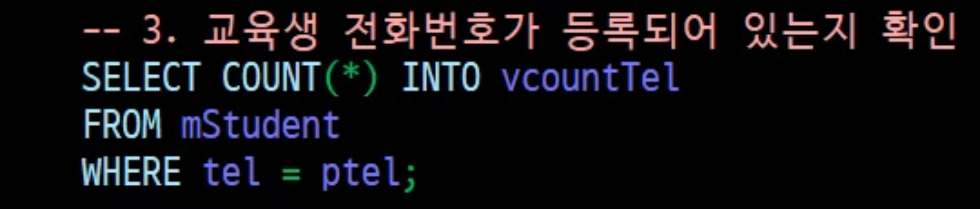 -- 3. 교육생 전화번호가 등록되어 있는지 확인
SELECT COUNT(*) INTO vcountTel
FROM mStudent
WHERE tel = ptel;